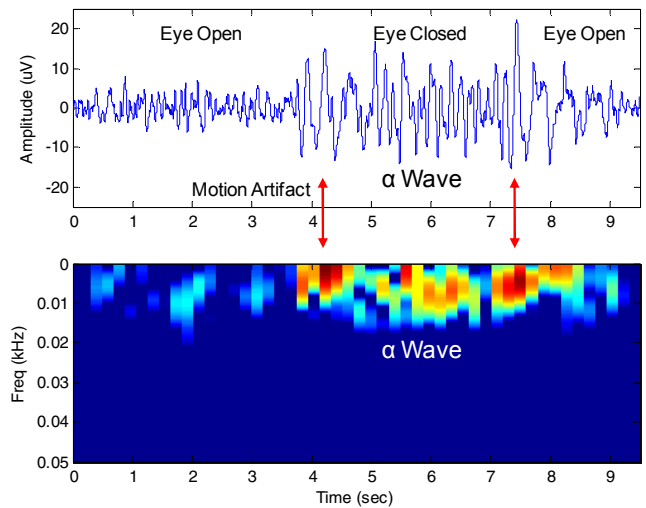 Eye Open Eye Closed Eye Open
20
10
0
-10
-20
Amplitude (uV)
Motion Artifact
α Wave
0 1 2 3 4 5 6 7 8 9
0
0.01
0.02
0.03
0.04
0.05
Freq (kHz)
α Wave
0 1 2 3 4 5 6 7 8 9
Time (sec)